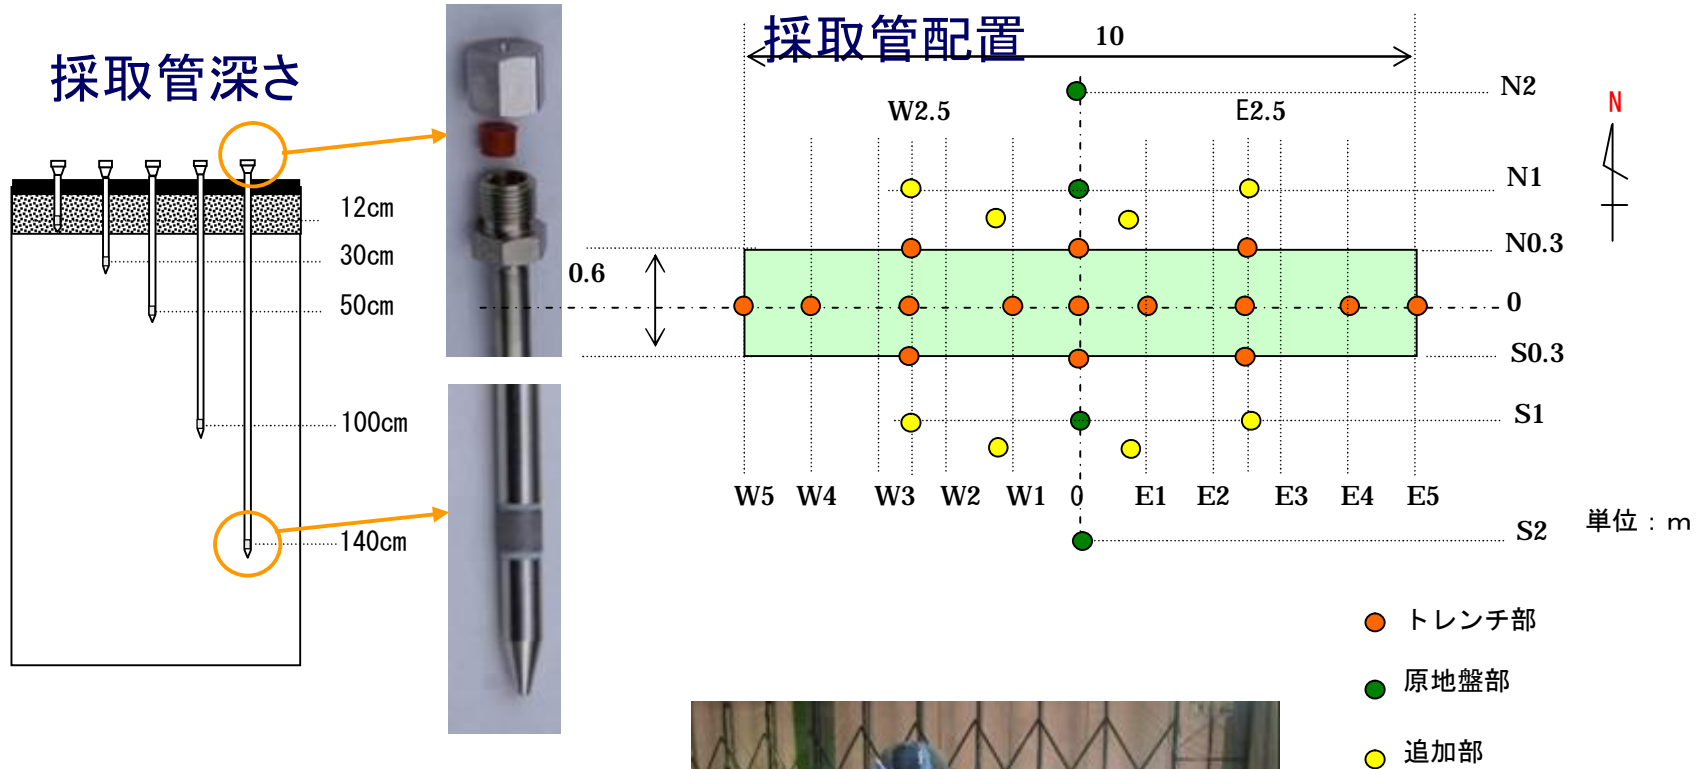 採取管深さ
12cm
30cm
50cm
100cm
140cm
採取管配置
10
N2
W2.5
E2.5
N
N1
N0.3
0.6
0
S0.3
S1
W5 W4 W3 W2 W1 0 E1 E2 E3 E4 E5
S2
単位:m
トレンチ部
原地盤部
追加部